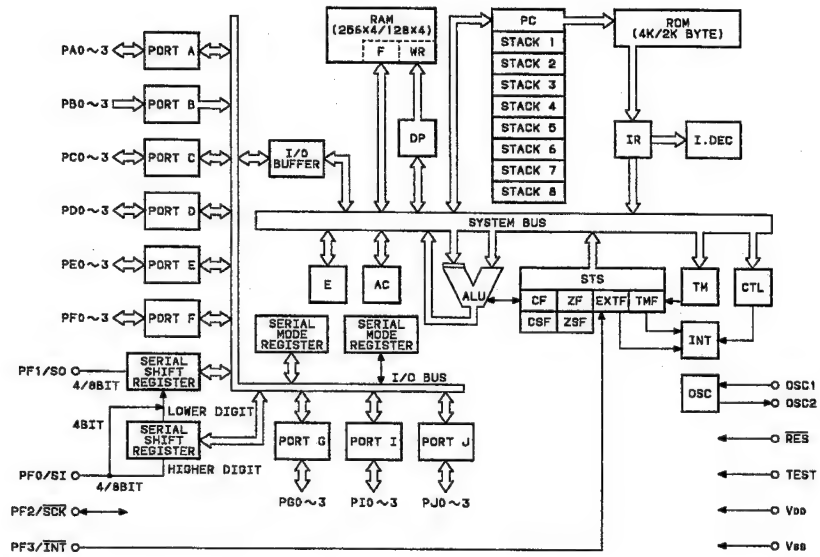 RAM
(256X4/128X4)
F WR
PC
STACK 1
STACK 2
STACK 3
STACK 4
STACK 5
STACK 6
STACK 7
STACK 8
ROM
(4K/2K BYTE)
PA0～3 PORT A
PB0～3 PORT B
PC0～3 PORT C
PD0～3 PORT D
PE0～3 PORT E
PF0～3 PORT F
I/O
BUFFER
DP
IR
I.DEC
SYSTEM BUS
E
AC
ALU
STS
CF ZF EXTF TMF
CSF ZSF
TM
CTL
INT
OSC
SERIAL
MODE
REGISTER
SERIAL
MODE
REGISTER
I/O BUS
PF1/SO
4/8BIT
SERIAL
SHIFT
REGISTER
4BIT
LOWER DIGIT
SERIAL
SHIFT
REGISTER
HIGHER DIGIT
PF0/SI
4/8BIT
PORT G
PORT I
PORT J
PG0～3
PI0～3
PJ0～3
PF2/SCK
PF3/INT
OSC1
OSC2
RES
TEST
VDD
VSS